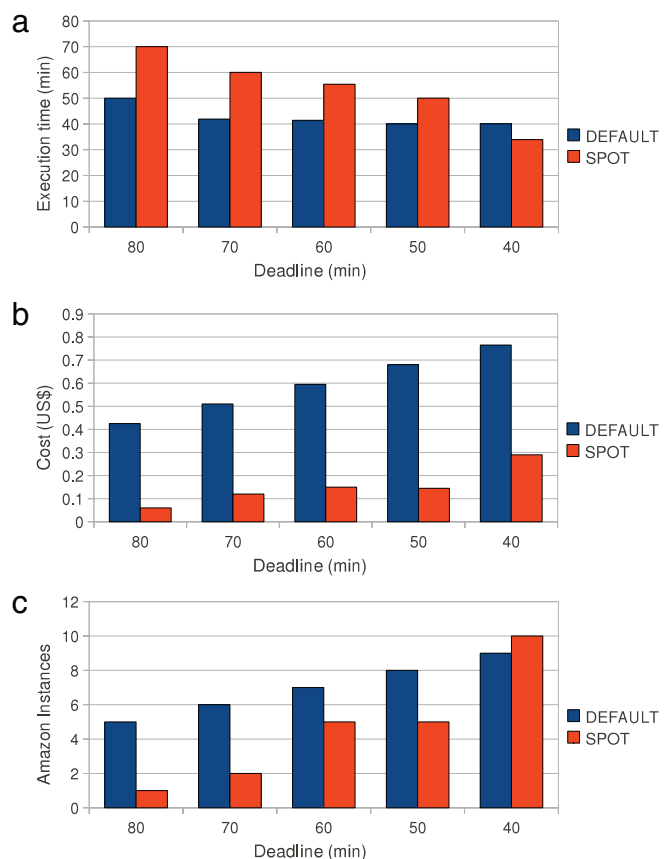 a
Execution time (min)
80
70
60
50
40
30
20
10
0
80 70 60 50 40
Deadline (min)
DEFAULT
SPOT
b
Cost (US$)
0.9
0.8
0.7
0.6
0.5
0.4
0.3
0.2
0.1
0
80 70 60 50 40
Deadline (min)
DEFAULT
SPOT
c
Amazon Instances
12
10
8
6
4
2
0
80 70 60 50 40
Deadline (min)
DEFAULT
SPOT